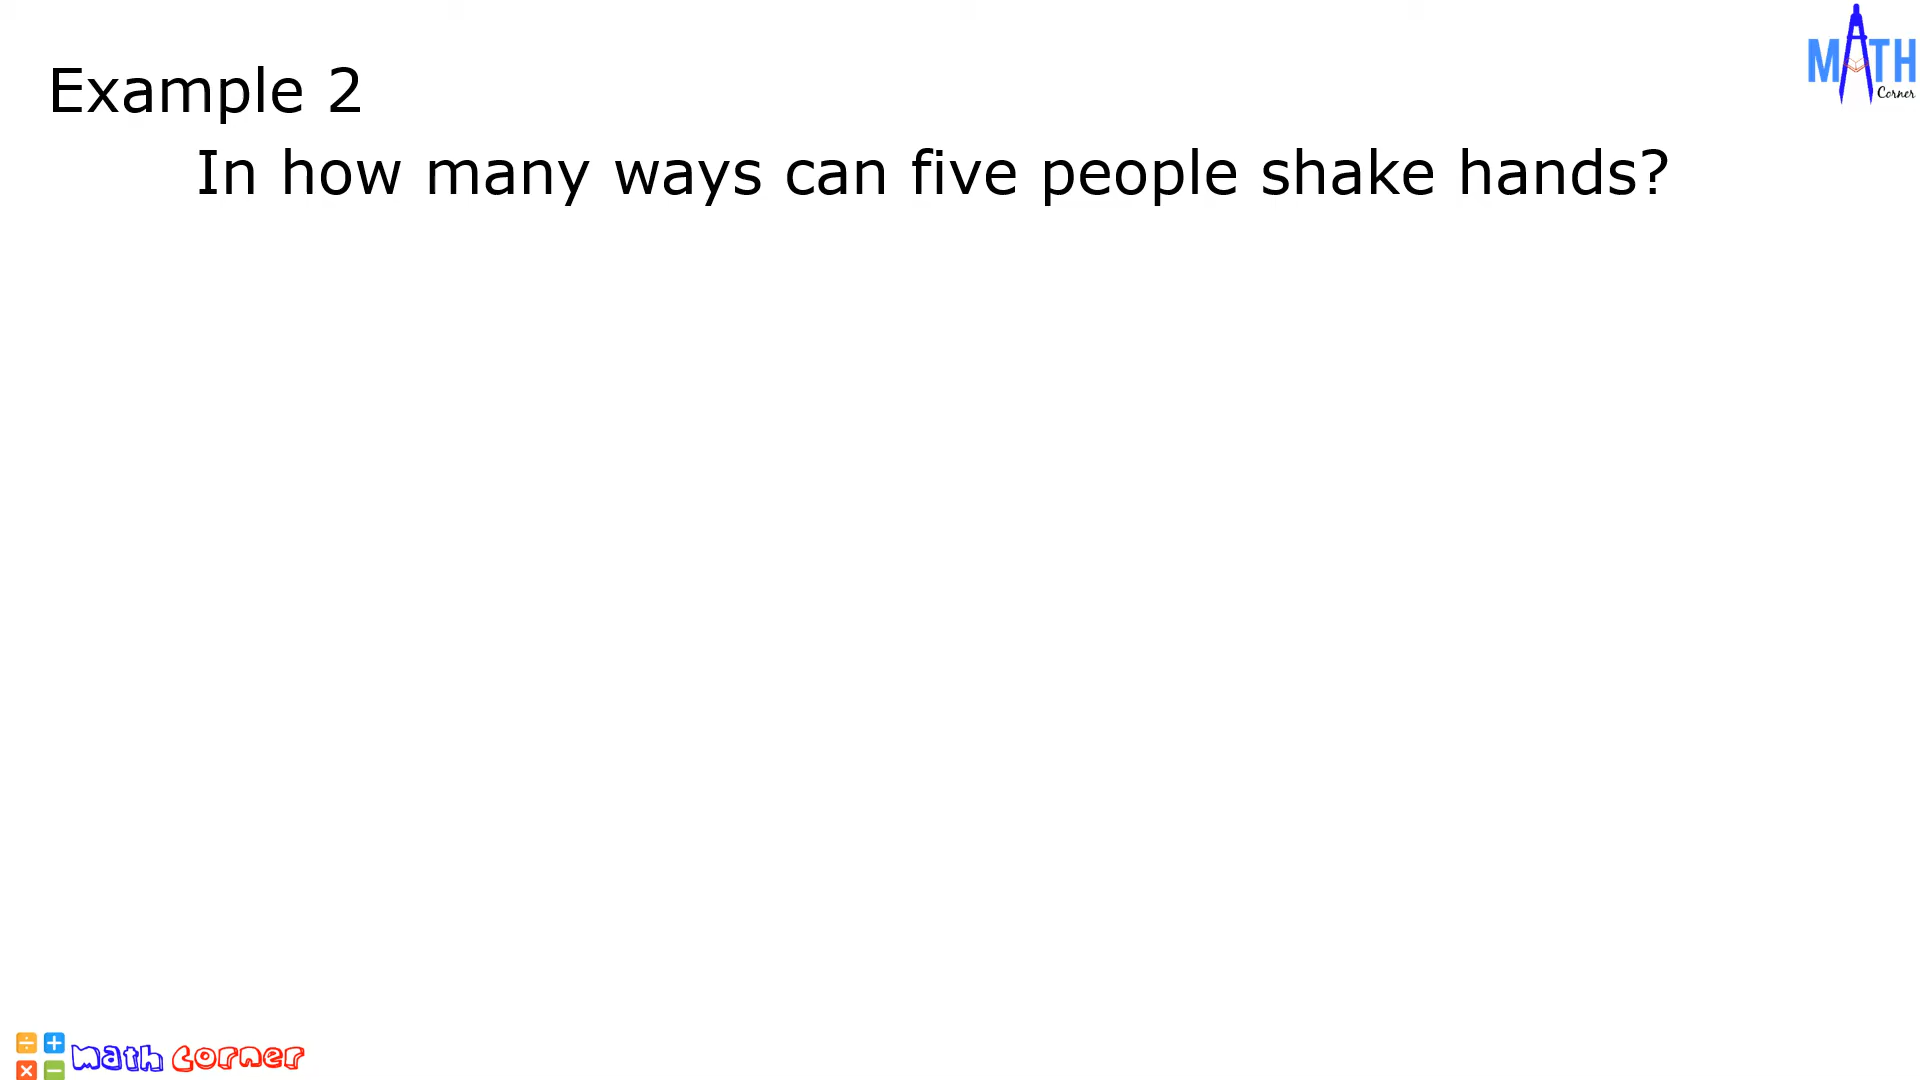 MATH
Corner
Example 2
In how many ways can five people shake hands?
math corner